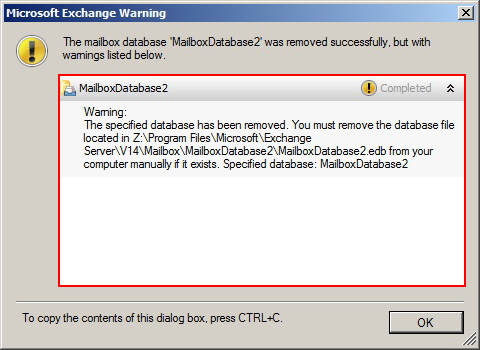 Microsoft Exchange Warning
The mailbox database 'MailboxDatabase2' was removed successfully, but with
warnings listed below.
MailboxDatabase2
Completed
Warning:
The specified database has been removed. You must remove the database file
located in Z:\Program Files\Microsoft\Exchange
Server\V14\Mailbox\MailboxDatabase2\MailboxDatabase2.edb from your
computer manually if it exists. Specified database: MailboxDatabase2
To copy the contents of this dialog box, press CTRL+C.
OK